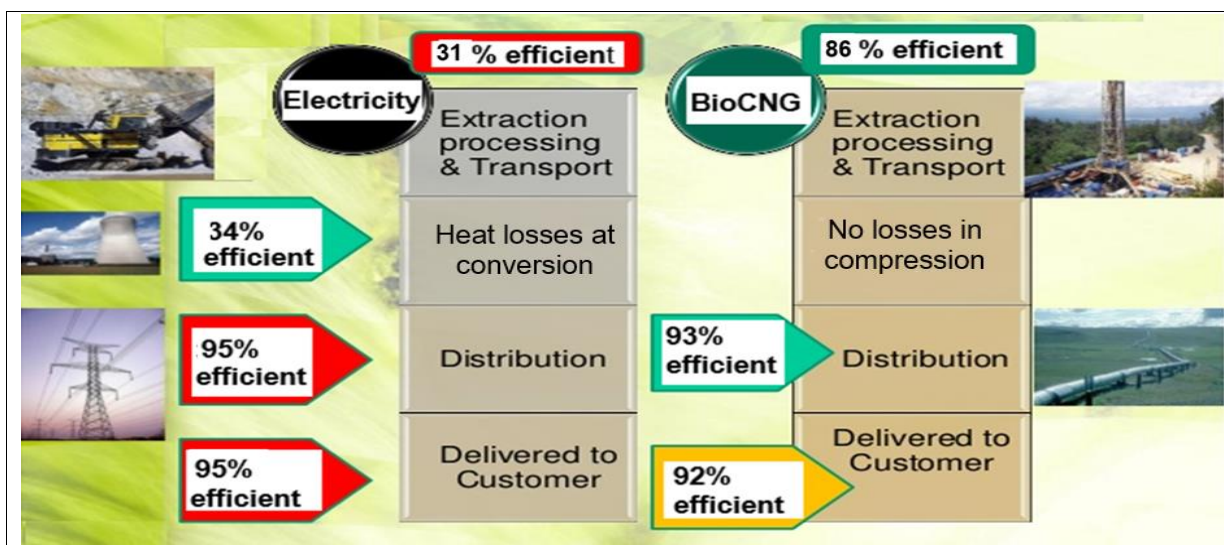 31 % efficient
86 % efficient
Electricity
BioCNG
Extraction
processing
& Transport
Extraction
processing
& Transport
34%
efficient
Heat losses at
conversion
No losses in
compression
95%
efficient
Distribution
93%
efficient
Distribution
95%
efficient
Delivered to
Customer
92%
efficient
Delivered to
Customer